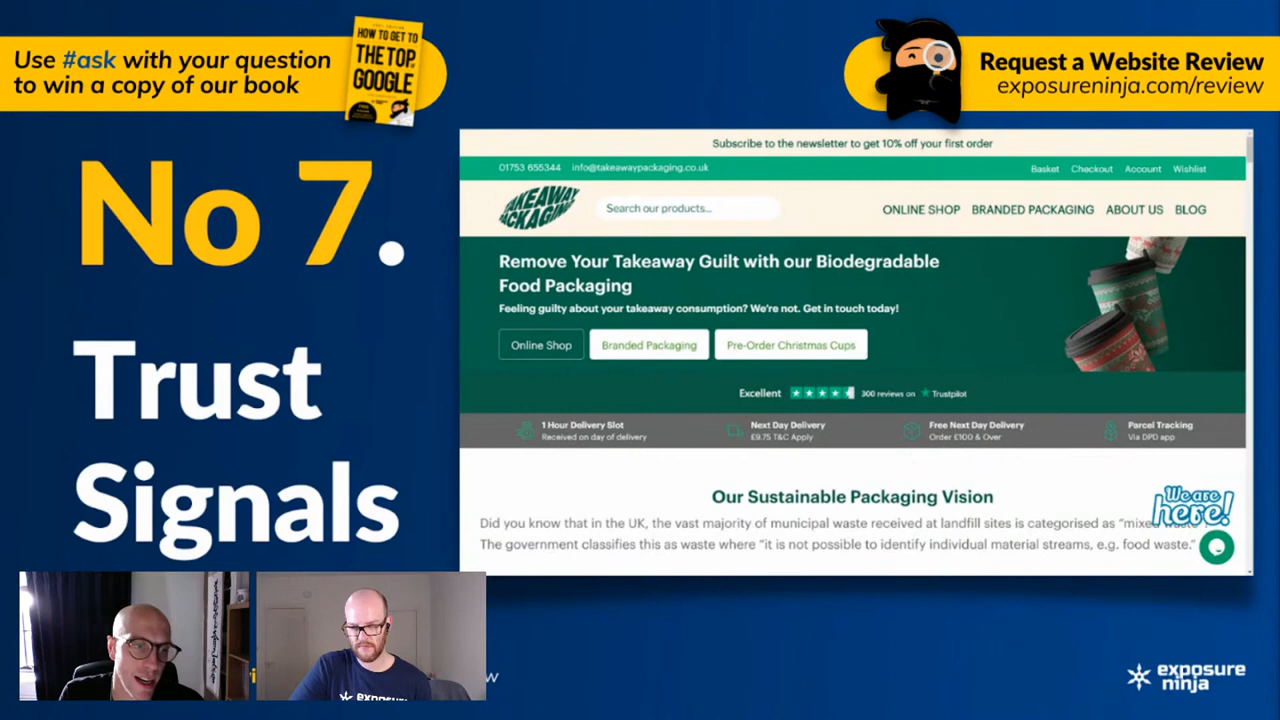 Use #ask with your question
to win a copy of our book
HOW TO GET TO
THE TOP
GOOGLE
Request a Website Review
exposureninja.com/review
No 7.
Trust
Signals
Subscribe to the newsletter to get 10% off your first order
01753 655344 info@takeawaypackaging.co.uk
Basket Checkout Account Wishlist
TAKEAWAY
PACKAGING
Search our products...
ONLINE SHOP BRANDED PACKAGING ABOUT US BLOG
Remove Your Takeaway Guilt with our Biodegradable
Food Packaging
Feeling guilty about your takeaway consumption? We're not. Get in touch today!
Online Shop Branded Packaging Pre-Order Christmas Cups
Excellent 300 reviews on Trustpilot
1 Hour Delivery Slot
Received on day of delivery
Next Day Delivery
£9.75 T&C Apply
Free Next Day Delivery
Order £100 & Over
Parcel Tracking
Via DPD app
Our Sustainable Packaging Vision
Did you know that in the UK, the vast majority of municipal waste received at landfill sites is categorised as “mixed
The government classifies this as waste where “it is not possible to identify individual material streams, e.g. food waste.”
We are
here!
exposure
ninja